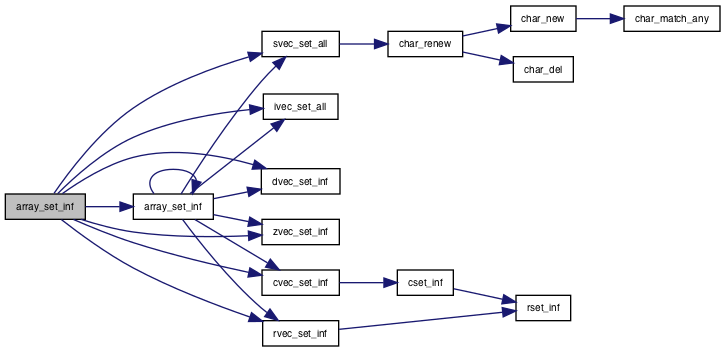 array_set_inf
array_set_inf
svec_set_all
ivec_set_all
dvec_set_inf
zvec_set_inf
cvec_set_inf
rvec_set_inf
char_renew
cset_inf
char_new
char_del
rset_inf
char_match_any